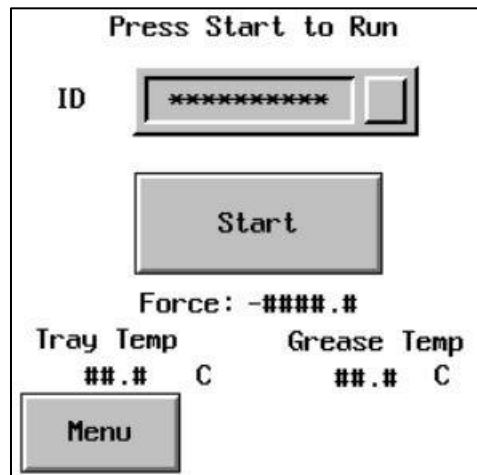 Press Start to Run
ID **********
Start
Force: -####.#
Tray Temp Grease Temp
##.# C ##.# C
Menu